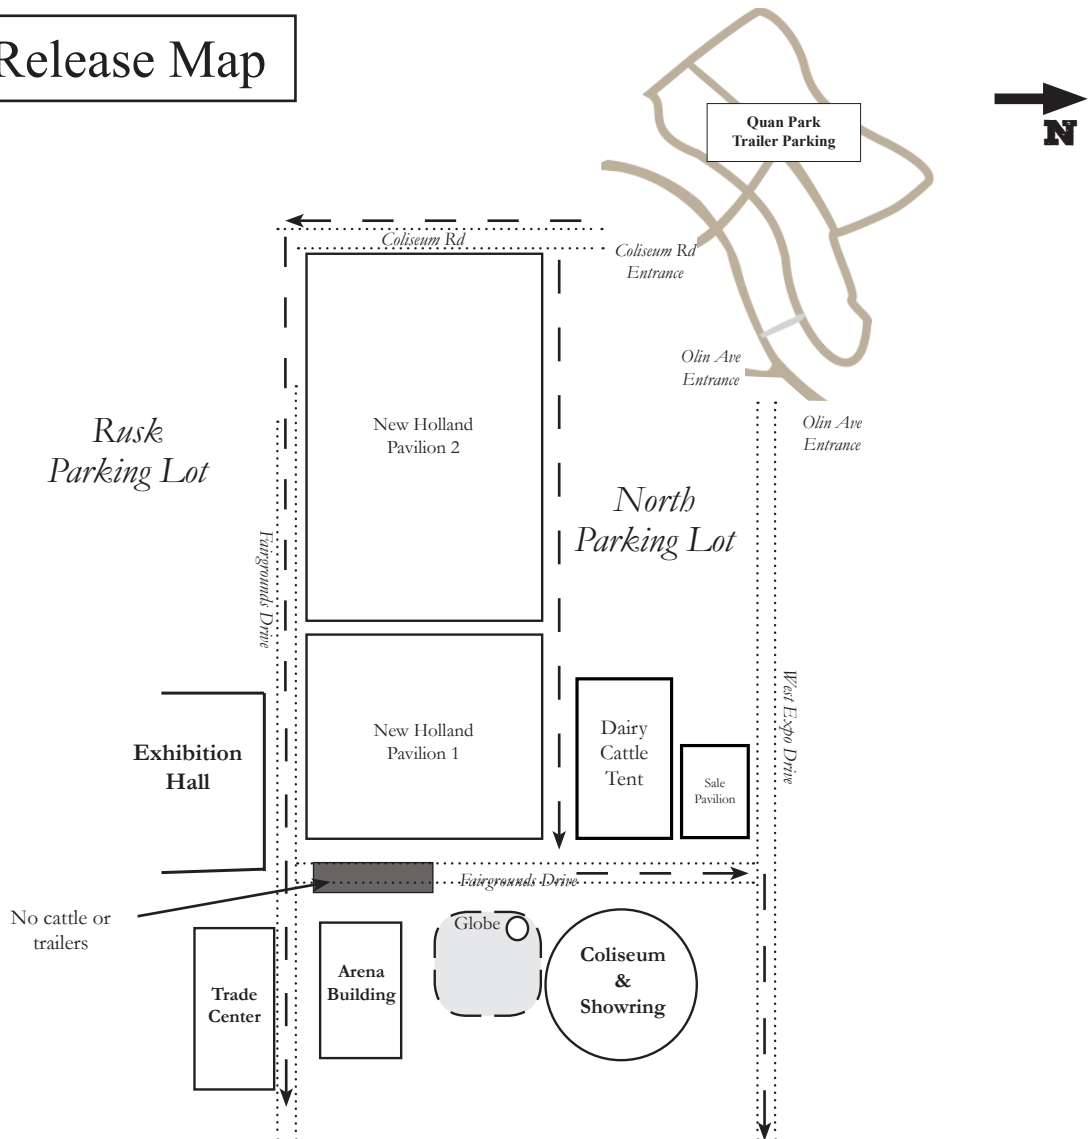 Release Map
Quan Park
Trailer Parking
N
Coliseum Rd
Coliseum Rd
Entrance
Olin Ave
Entrance
Olin Ave
Entrance
Rusk
Parking Lot
New Holland
Pavilion 2
North
Parking Lot
Fairgrounds Drive
West Expo Drive
Exhibition
Hall
New Holland
Pavilion 1
Dairy
Cattle
Tent
Sale
Pavilion
Fairgrounds Drive
No cattle or
trailers
Globe
Coliseum
&
Showring
Arena
Building
Trade
Center